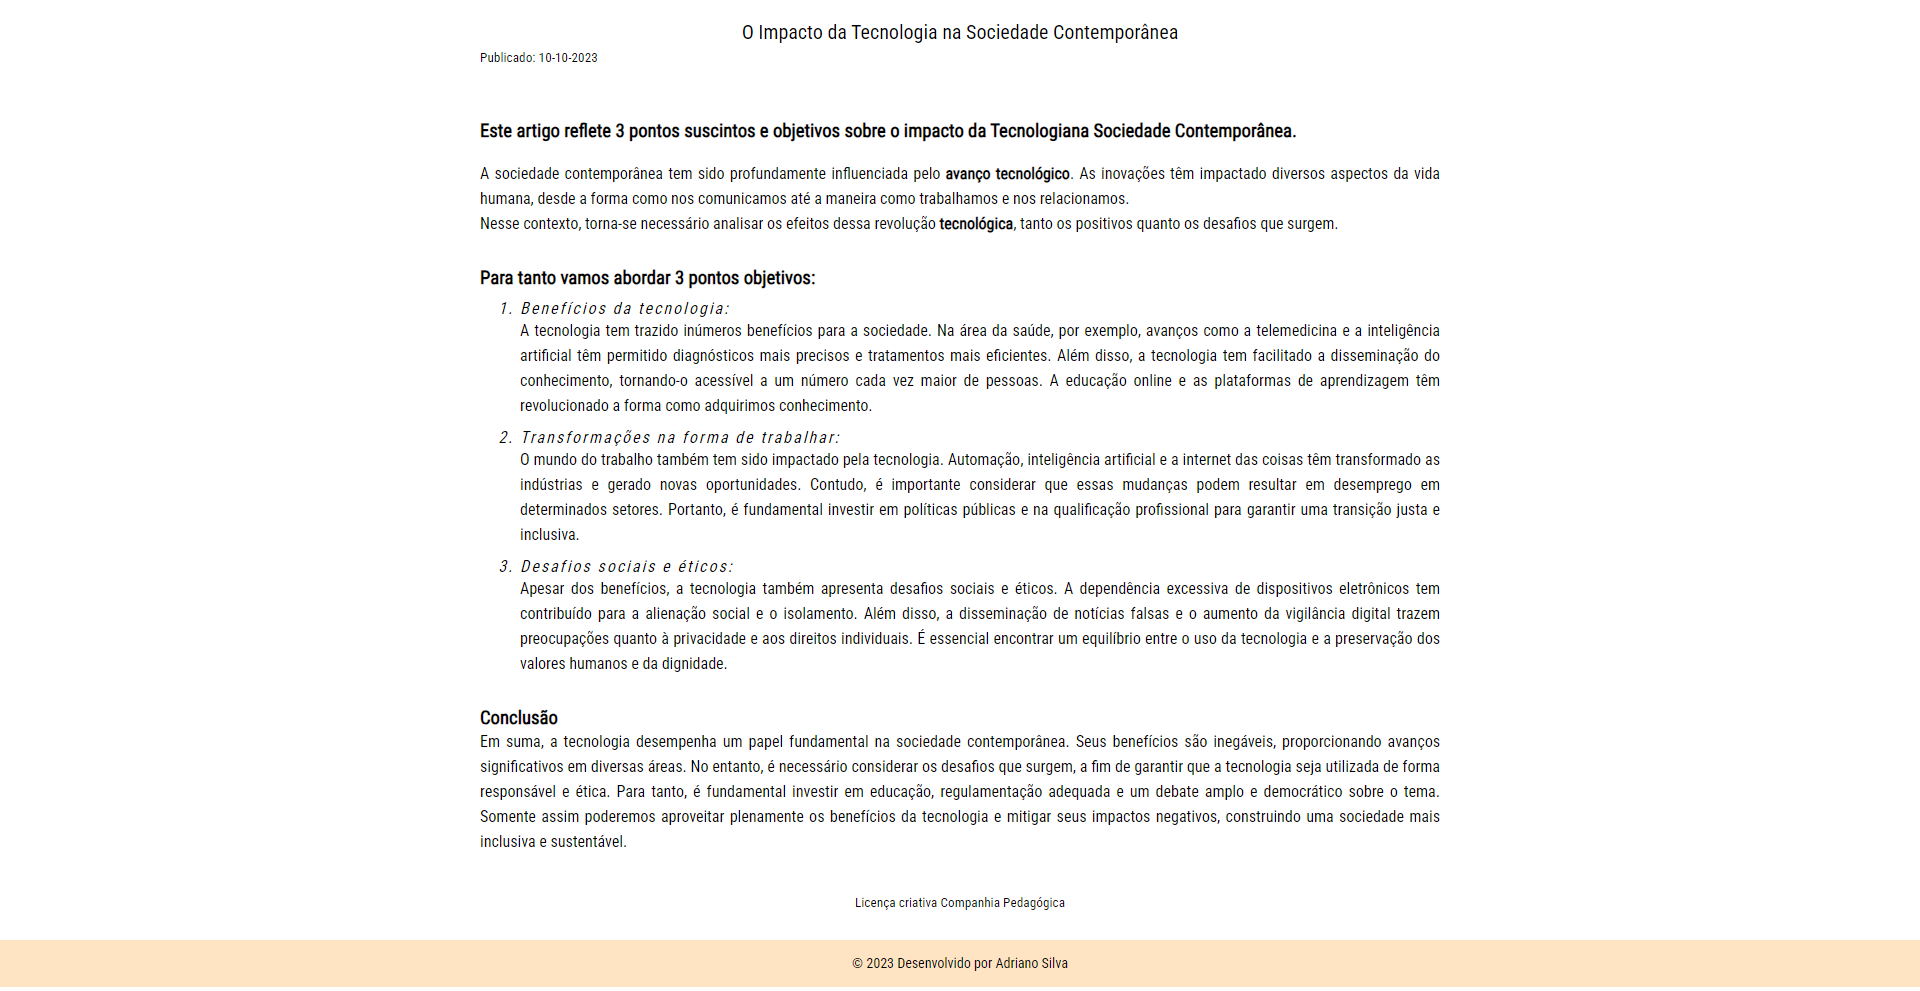 O Impacto da Tecnologia na Sociedade Contemporânea
Publicado: 10-10-2023
Este artigo reflete 3 pontos suscintos e objetivos sobre o impacto da Tecnologiana Sociedade Contemporânea.
A sociedade contemporânea tem sido profundamente influenciada pelo avanço tecnológico. As inovações têm impactado diversos aspectos da vida
humana, desde a forma como nos comunicamos até a maneira como trabalhamos e nos relacionamos.
Nesse contexto, torna-se necessário analisar os efeitos dessa revolução tecnológica, tanto os positivos quanto os desafios que surgem.
Para tanto vamos abordar 3 pontos objetivos:
1. Benefícios da tecnologia:
A tecnologia tem trazido inúmeros benefícios para a sociedade. Na área da saúde, por exemplo, avanços como a telemedicina e a inteligência
artificial têm permitido diagnósticos mais precisos e tratamentos mais eficientes. Além disso, a tecnologia tem facilitado a disseminação do
conhecimento, tornando-o acessível a um número cada vez maior de pessoas. A educação online e as plataformas de aprendizagem têm
revolucionado a forma como adquirimos conhecimento.
2. Transformações na forma de trabalhar:
O mundo do trabalho também tem sido impactado pela tecnologia. Automação, inteligência artificial e a internet das coisas têm transformado as
indústrias e gerado novas oportunidades. Contudo, é importante considerar que essas mudanças podem resultar em desemprego em
determinados setores. Portanto, é fundamental investir em políticas públicas e na qualificação profissional para garantir uma transição justa e
inclusiva.
3. Desafios sociais e éticos:
Apesar dos benefícios, a tecnologia também apresenta desafios sociais e éticos. A dependência excessiva de dispositivos eletrônicos tem
contribuído para a alienação social e o isolamento. Além disso, a disseminação de notícias falsas e o aumento da vigilância digital trazem
preocupações quanto à privacidade e aos direitos individuais. É essencial encontrar um equilíbrio entre o uso da tecnologia e a preservação dos
valores humanos e da dignidade.
Conclusão
Em suma, a tecnologia desempenha um papel fundamental na sociedade contemporânea. Seus benefícios são inegáveis, proporcionando avanços
significativos em diversas áreas. No entanto, é necessário considerar os desafios que surgem, a fim de garantir que a tecnologia seja utilizada de forma
responsável e ética. Para tanto, é fundamental investir em educação, regulamentação adequada e um debate amplo e democrático sobre o tema.
Somente assim poderemos aproveitar plenamente os benefícios da tecnologia e mitigar seus impactos negativos, construindo uma sociedade mais
inclusiva e sustentável.
Licença criativa Companhia Pedagógica
© 2023 Desenvolvido por Adriano Silva